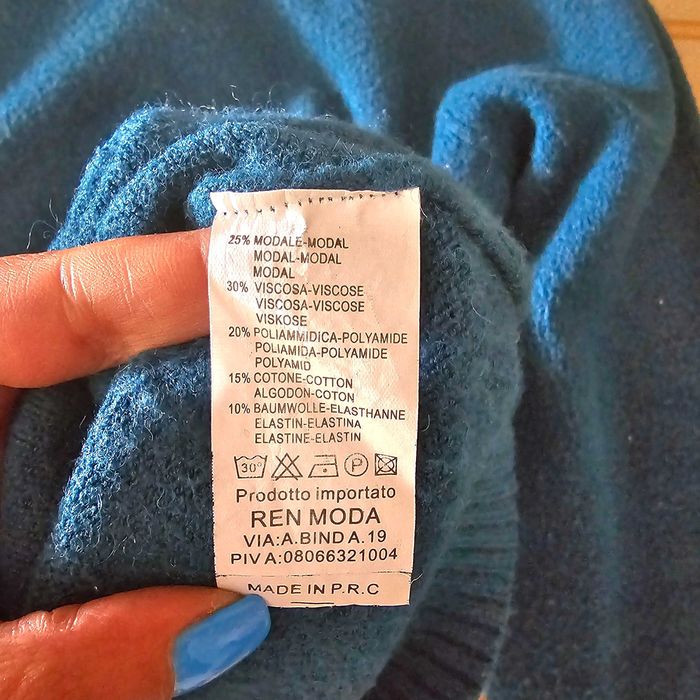 25% MODALE-MODAL
MODAL-MODAL
MODAL
30% VISCOSA-VISCOSE
VISCOSA-VISCOSE
VISKOSE
20% POLIAMMIDICA-POLYAMIDE
POLIAMIDA-POLYAMIDE
POLYAMID
15% COTONE-COTTON
ALGODON-COTON
10% BAUMWOLLE-ELASTHANNE
ELASTIN-ELASTINA
ELASTINE-ELASTIN
30° P
Prodotto importato
REN MODA
VIA:A.BINDA.19
PIVA:08066321004
MADE IN P.R.C